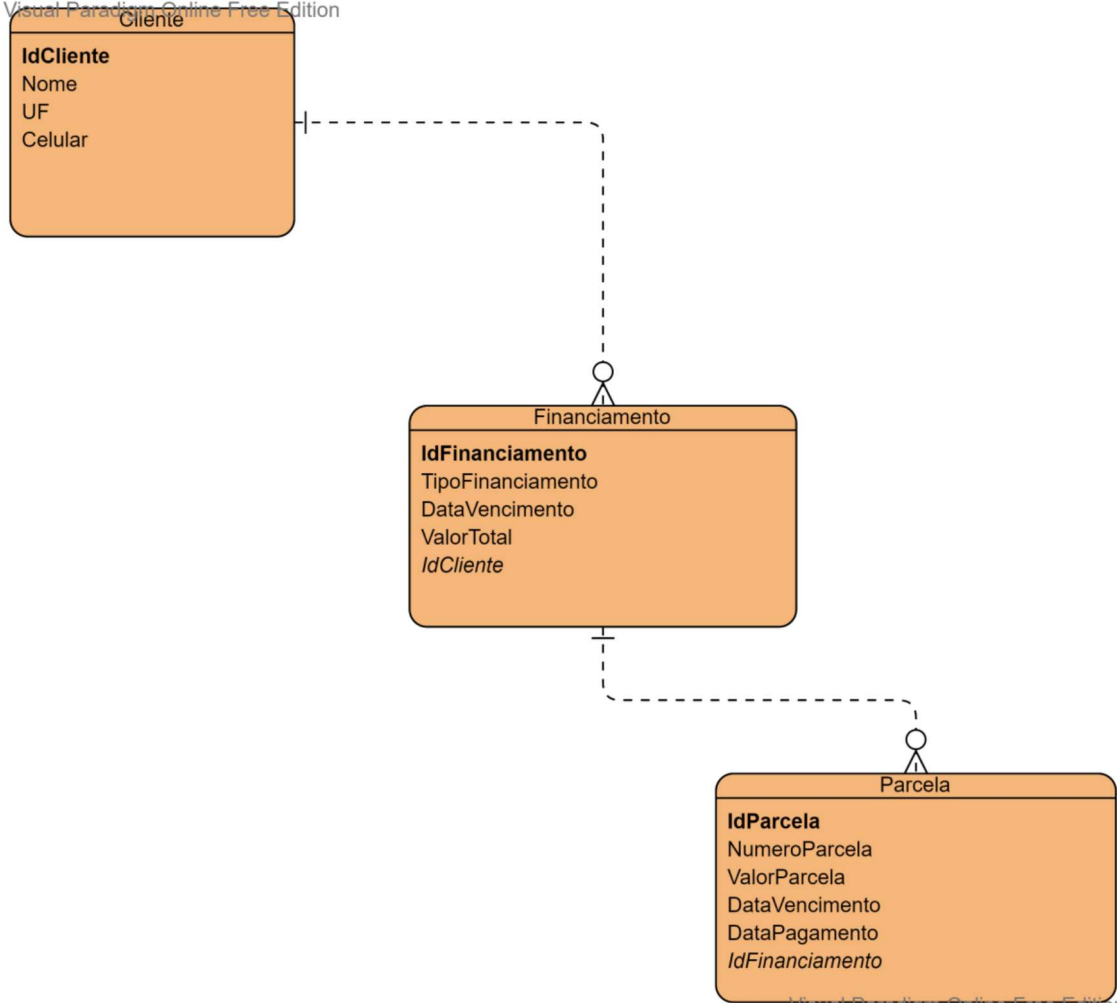 Visual Paradigm Online Free Edition
Cliente
IdCliente
Nome
UF
Celular
Financiamento
IdFinanciamento
TipoFinanciamento
DataVencimento
ValorTotal
IdCliente
Parcela
IdParcela
NumeroParcela
ValorParcela
DataVencimento
DataPagamento
IdFinanciamento